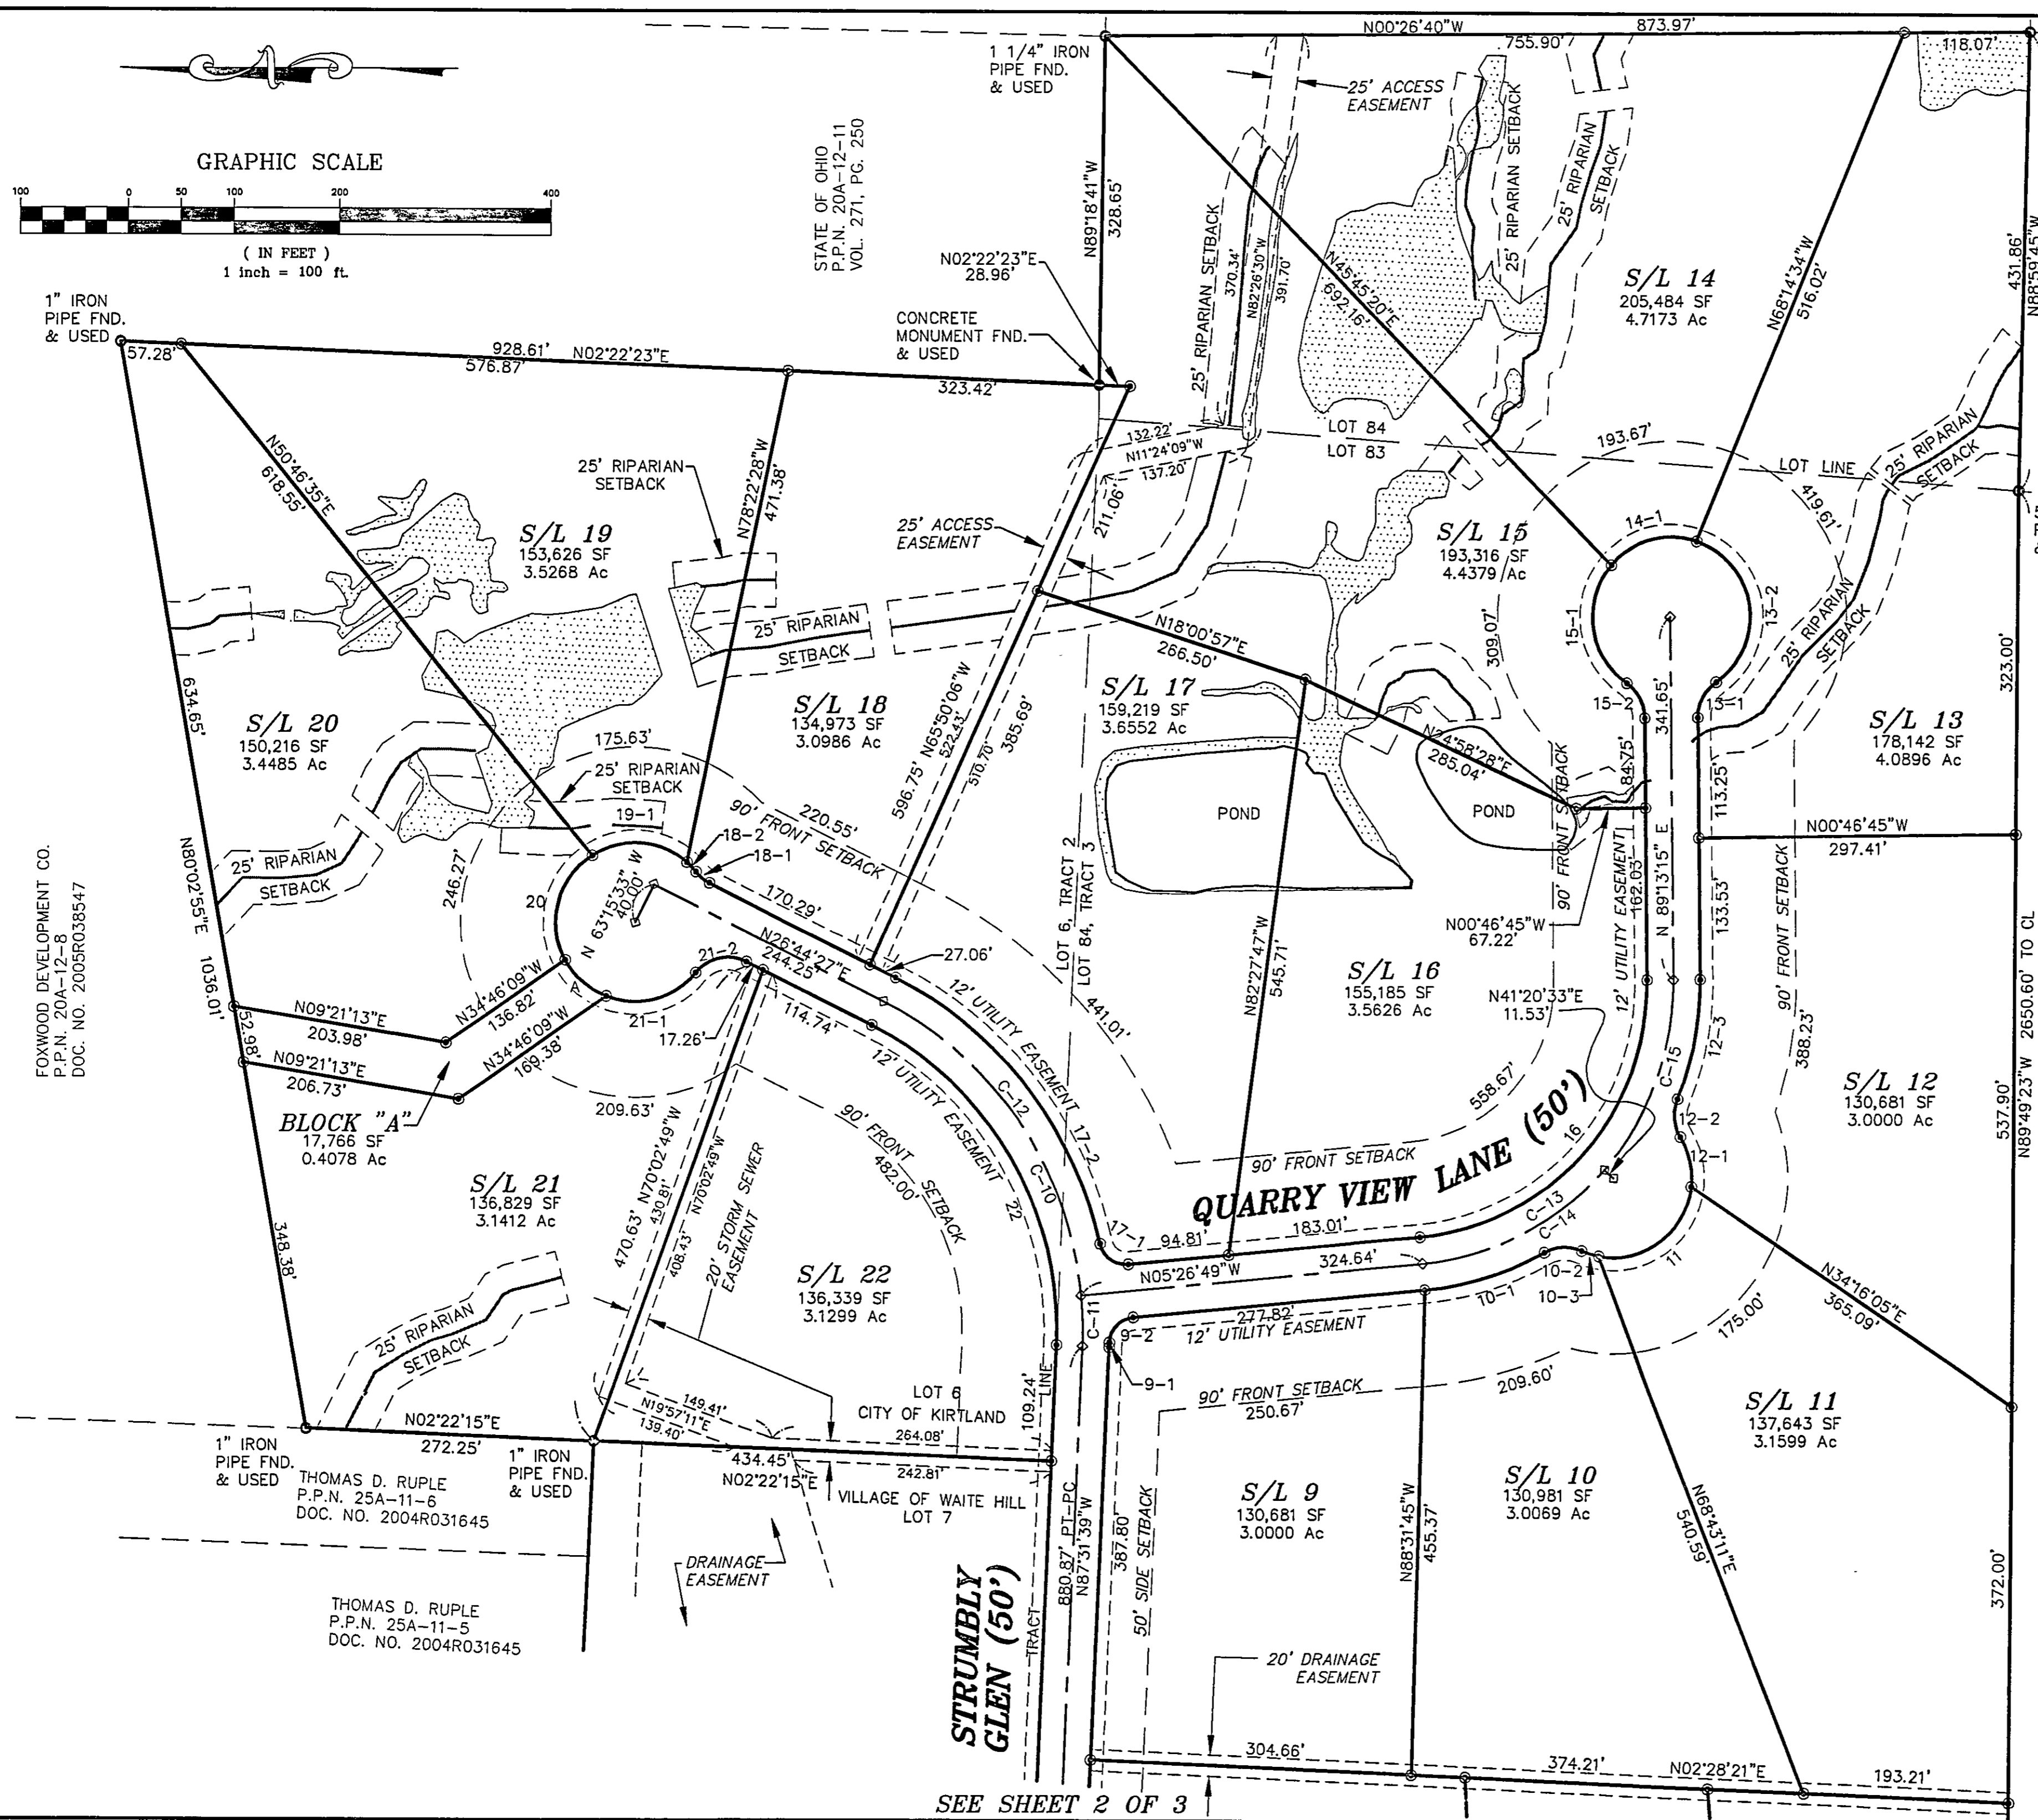 N00°26'40"W
873.97'
755.90'
118.07'
1 1/4" IRON
PIPE FND.
& USED
25' ACCESS
EASEMENT
GRAPHIC SCALE
100
0
50
100
200
400
( IN FEET )
1 inch = 100 ft.
STATE OF OHIO
P.P.N. 20A-12-11
VOL. 271, PG. 250
N89°18'41"W
328.65'
25' RIPARIAN SETBACK
370.34'
N82°26'30"W
391.70'
25' RIPARIAN SETBACK
25' RIPARIAN
SETBACK
N45°45'20"E
692.16'
S/L 14
205,484 SF
4.7173 Ac
N68°14'34"W
516.02'
431.86'
N88°59'45"W
N02°22'23"E
28.96'
CONCRETE
MONUMENT FND.
& USED
1" IRON
PIPE FND.
& USED
57.28'
928.61'
N02°22'23"E
576.87'
323.42'
LOT 84
LOT 83
LOT LINE
193.67'
419.61'
25' RIPARIAN
SETBACK
132.22'
N11°24'09"W
137.20'
211.06'
N50°46'35"E
618.55'
25' RIPARIAN
SETBACK
N78°22'28"W
471.38'
S/L 19
153,626 SF
3.5268 Ac
25' ACCESS
EASEMENT
S/L 15
193,316 SF
4.4379 Ac
14-1
13-2
15-1
309.07'
25' RIPARIAN
SETBACK
323.00'
25' RIPARIAN
SETBACK
N18°00'57"E
266.50'
634.65'
S/L 20
150,216 SF
3.4485 Ac
S/L 18
134,973 SF
3.0986 Ac
N65°50'06"W
596.75'
522.43'
510.70'
385.69'
S/L 17
159,219 SF
3.6552 Ac
15-2
341.65'
13-1
S/L 13
178,142 SF
4.0896 Ac
N24°58'28"E
285.04'
84.75'
113.25'
175.63'
25' RIPARIAN
SETBACK
220.55'
90' FRONT SETBACK
POND
POND
90' FRONT SETBACK
N00°46'45"W
297.41'
19-1
18-2
18-1
FOXWOOD DEVELOPMENT CO.
P.P.N. 20A-12-8
DOC. NO. 2005R038547
25' RIPARIAN
SETBACK
N80°02'55"E
1036.01'
246.27'
20
N 63°15'33" W
40.00'
170.29'
LOT 6, TRACT 2
LOT 84, TRACT 3
N82°27'47"W
545.71'
12' UTILITY EASEMENT
162.03'
N 89°13'15" E
133.53'
N00°46'45"W
67.22'
90' FRONT SETBACK
388.23'
21-2
N26°44'27"E
244.25'
27.06'
12' UTILITY EASEMENT
441.01'
S/L 16
155,185 SF
3.5626 Ac
N41°20'33"E
11.53'
12-3
C-15
2650.60' TO CL
N89°49'23"W
537.90'
N34°46'09"W
136.82'
A
21-1
17.26'
N09°21'13"E
203.98'
52.98'
N34°46'09"W
169.38'
N09°21'13"E
206.73'
BLOCK "A"
17,766 SF
0.4078 Ac
114.74'
12' UTILITY EASEMENT
C-12
C-10
17-2
22
558.67'
16
S/L 12
130,681 SF
3.0000 Ac
12-2
12-1
209.63'
N70°02'49"W
470.63'
430.81'
N70°02'49"W
408.43'
20' STORM SEWER
EASEMENT
90' FRONT SETBACK
482.00'
90' FRONT SETBACK
QUARRY VIEW LANE (50')
S/L 21
136,829 SF
3.1412 Ac
17-1
94.81'
183.01'
N05°26'49"W
324.64'
C-13
C-14
11
10-2
10-3
10-1
348.38'
S/L 22
136,339 SF
3.1299 Ac
C-11
277.82'
12' UTILITY EASEMENT
9-2
9-1
N34°16'05"E
365.09'
175.00'
25' RIPARIAN
SETBACK
109.24'
LINE
90' FRONT SETBACK
250.67'
209.60'
S/L 11
137,643 SF
3.1599 Ac
LOT 6
CITY OF KIRTLAND
149.41'
N19°57'11"E
139.40'
264.08'
N02°22'15"E
272.25'
1" IRON
PIPE FND.
& USED
1" IRON
PIPE FND.
& USED
434.45'
N02°22'15"E
242.81'
VILLAGE OF WAITE HILL
LOT 7
THOMAS D. RUPLE
P.P.N. 25A-11-6
DOC. NO. 2004R031645
DRAINAGE
EASEMENT
THOMAS D. RUPLE
P.P.N. 25A-11-5
DOC. NO. 2004R031645
STRUMBLY
GLEN (50')
TRACT
880.87' PT-PC
N87°31'39"W
387.80'
50' SIDE SETBACK
S/L 9
130,681 SF
3.0000 Ac
N88°31'45"W
455.37'
S/L 10
130,981 SF
3.0069 Ac
N68°43'11"E
540.59'
372.00'
20' DRAINAGE
EASEMENT
304.66'
374.21'
N02°28'21"E
193.21'
SEE SHEET 2 OF 3